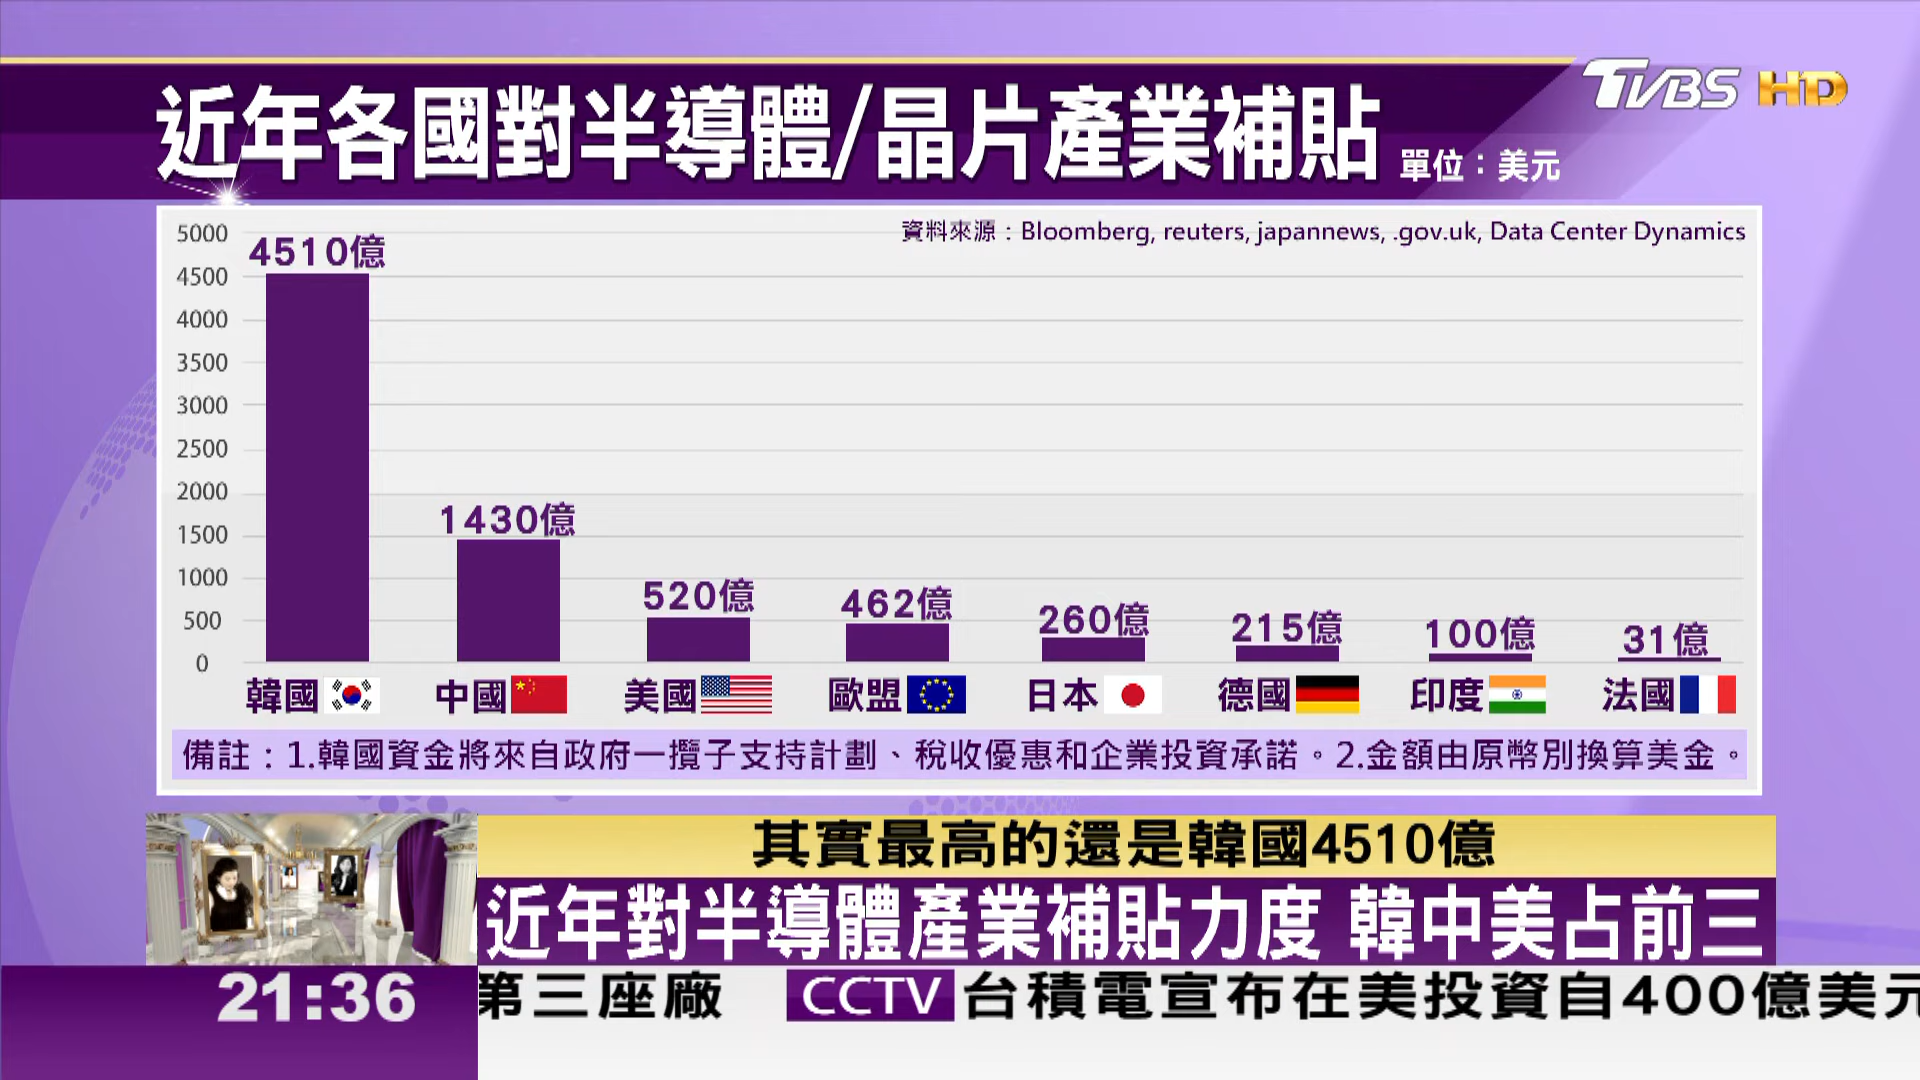 TVBS HD
近年各國對半導體/晶片產業補貼 單位：美元
資料來源：Bloomberg, reuters, japannews, .gov.uk, Data Center Dynamics
5000
4500
4000
3500
3000
2500
2000
1500
1000
500
0
4510億
1430億
520億
462億
260億
215億
100億
31億
韓國
中國
美國
歐盟
日本
德國
印度
法國
備註：1.韓國資金將來自政府一攬子支持計劃、稅收優惠和企業投資承諾。2.金額由原幣別換算美金。
其實最高的還是韓國4510億
近年對半導體產業補貼力度 韓中美占前三
21:36
第三座廠 CCTV 台積電宣布在美投資自400億美元